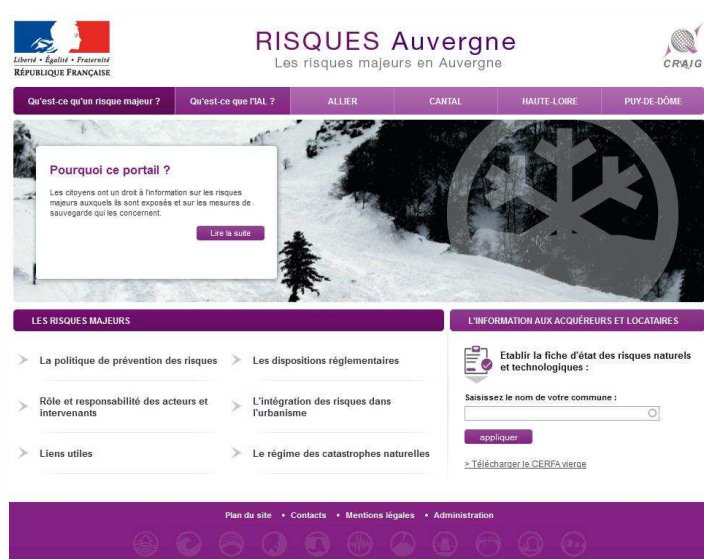 Liberté • Égalité • Fraternité
RÉPUBLIQUE FRANÇAISE
RISQUES Auvergne
Les risques majeurs en Auvergne
CRAIG
Qu'est-ce qu'un risque majeur ?
Qu'est-ce que l'IAL ?
ALLIER
CANTAL
HAUTE-LOIRE
PUY-DE-DÔME
Pourquoi ce portail ?
Les citoyens ont un droit à l'information sur les risques
majeurs auxquels ils sont exposés et sur les mesures de
sauvegarde qui les concernent.
Lire la suite
LES RISQUES MAJEURS
La politique de prévention des risques
Les dispositions réglementaires
Rôle et responsabilité des acteurs et
intervenants
L'intégration des risques dans
l'urbanisme
Liens utiles
Le régime des catastrophes naturelles
L'INFORMATION AUX ACQUÉREURS ET LOCATAIRES
Etablir la fiche d'état des risques naturels
et technologiques :
Saisissez le nom de votre commune :
appliquer
> Télécharger le CERFA vierge
Plan du site • Contacts • Mentions légales • Administration